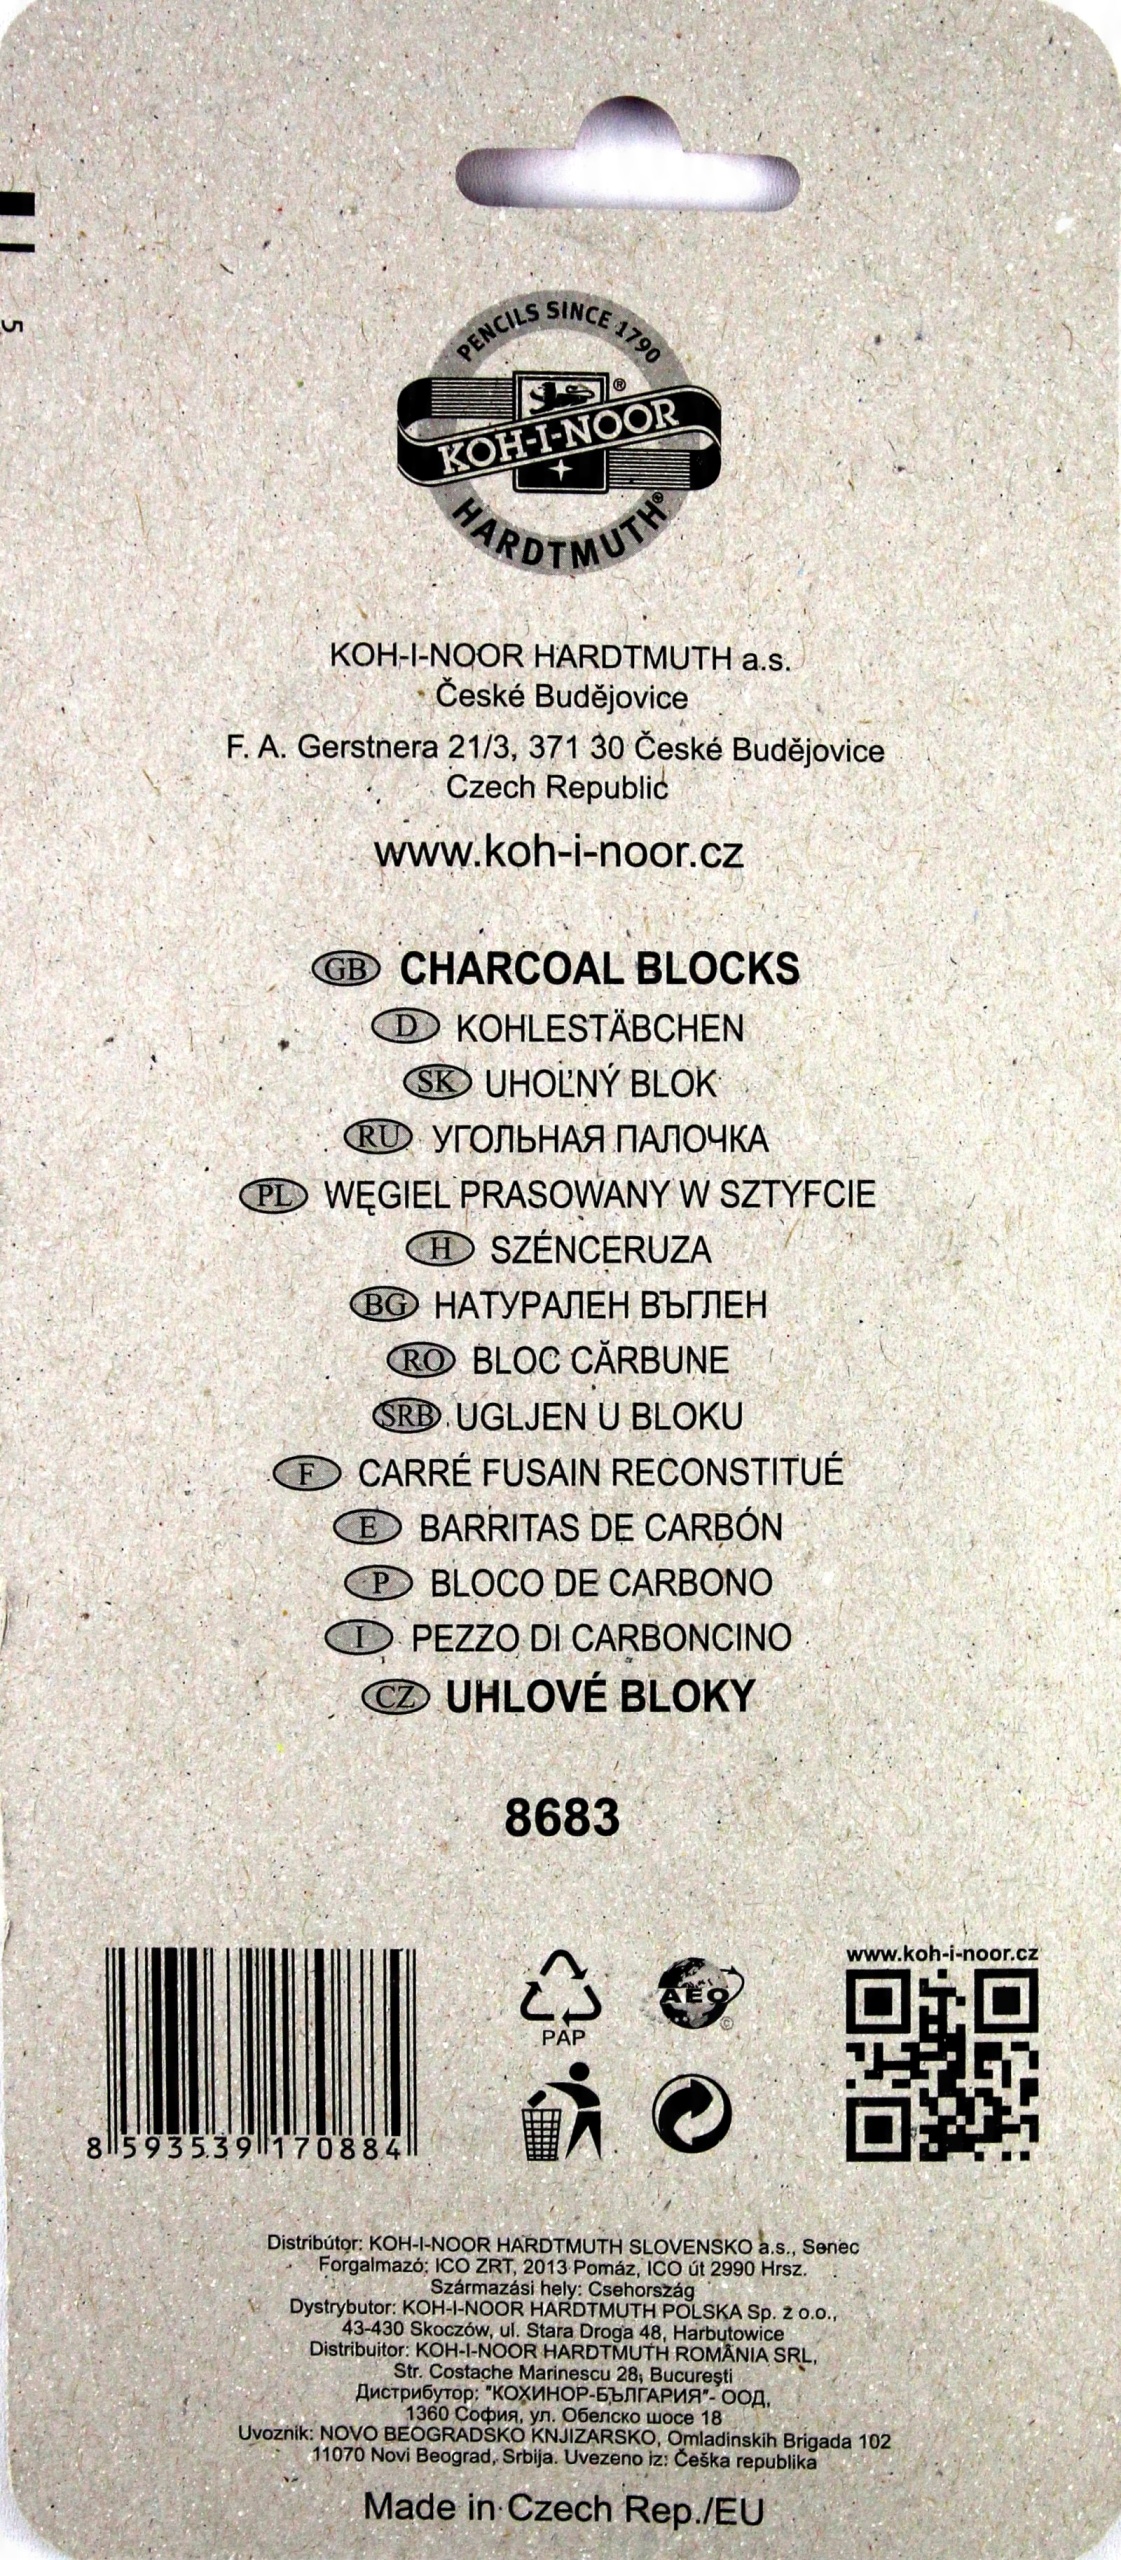 5
PENCILS SINCE 1790
®
KOH-I-NOOR
HARDTMUTH®
KOH-I-NOOR HARDTMUTH a.s.
České Budějovice
F. A. Gerstnera 21/3, 371 30 České Budějovice
Czech Republic
www.koh-i-noor.cz
GB CHARCOAL BLOCKS
D KOHLESTÄBCHEN
SK UHOĽNÝ BLOK
RU УГОЛЬНАЯ ПАЛОЧКА
PL WĘGIEL PRASOWANY W SZTYFCIE
H SZÉNCERUZA
BG НАТУРАЛЕН ВЪГЛЕН
RO BLOC CĂRBUNE
SRB UGLJEN U BLOKU
F CARRÉ FUSAIN RECONSTITUÉ
E BARRITAS DE CARBÓN
P BLOCO DE CARBONO
I PEZZO DI CARBONCINO
CZ UHLOVÉ BLOKY
8683
8 593539 170884
PAP
AEO ©
www.koh-i-noor.cz
Distribútor: KOH-I-NOOR HARDTMUTH SLOVENSKO a.s., Senec
Forgalmazó: ICO ZRT, 2013 Pomáz, ICO út 2990 Hrsz.
Származási hely: Csehország
Dystrybutor: KOH-I-NOOR HARDTMUTH POLSKA Sp. z o.o.,
43-430 Skoczów, ul. Stara Droga 48, Harbutowice
Distribuitor: KOH-I-NOOR HARDTMUTH ROMÂNIA SRL,
Str. Costache Marinescu 28, Bucureşti
Дистрибутор: "КОХИНОР-БЪЛГАРИЯ"- ООД,
1360 София, ул. Обелско шосе 18
Uvoznik: NOVO BEOGRADSKO KNJIZARSKO, Omladinskih Brigada 102
11070 Novi Beograd, Srbija. Uvezeno iz: Češka republika
Made in Czech Rep./EU